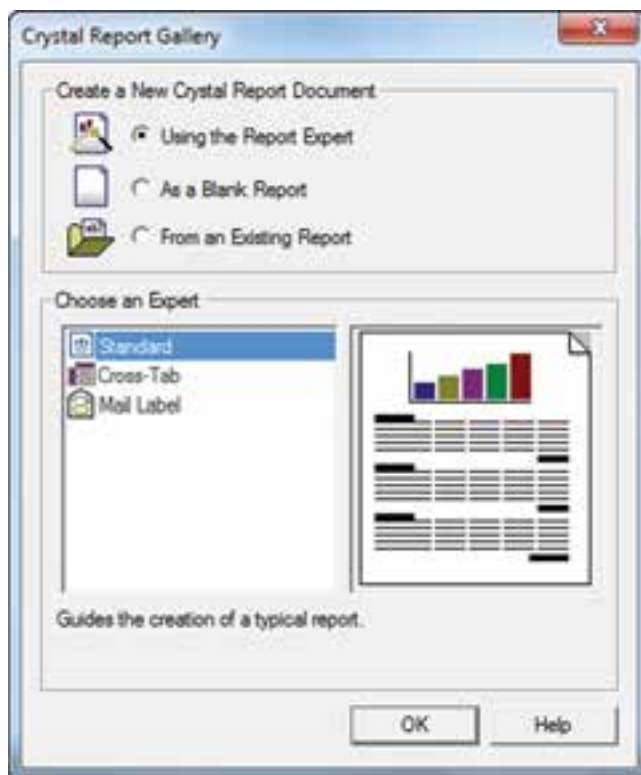 Crystal Report Gallery
Create a New Crystal Report Document
Using the Report Expert
As a Blank Report
From an Existing Report
Choose an Expert
Standard
Cross-Tab
Mail Label
Guides the creation of a typical report.
OK
Help